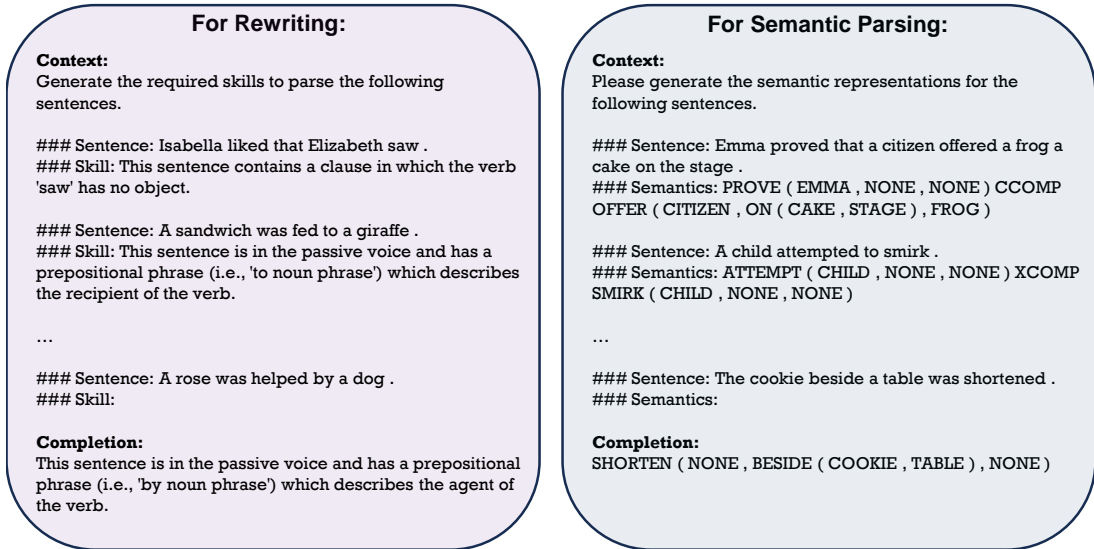 For Rewriting:
Context:
Generate the required skills to parse the following
sentences.
### Sentence: Isabella liked that Elizabeth saw .
### Skill: This sentence contains a clause in which the verb
'saw' has no object.
### Sentence: A sandwich was fed to a giraffe .
### Skill: This sentence is in the passive voice and has a
prepositional phrase (i.e., 'to noun phrase') which describes
the recipient of the verb.
...
### Sentence: A rose was helped by a dog .
### Skill:
Completion:
This sentence is in the passive voice and has a prepositional
phrase (i.e., 'by noun phrase') which describes the agent of
the verb.
For Semantic Parsing:
Context:
Please generate the semantic representations for the
following sentences.
### Sentence: Emma proved that a citizen offered a frog a
cake on the stage .
### Semantics: PROVE ( EMMA , NONE , NONE ) CCOMP
OFFER ( CITIZEN , ON ( CAKE , STAGE ) , FROG )
### Sentence: A child attempted to smirk .
### Semantics: ATTEMPT ( CHILD , NONE , NONE ) XCOMP
SMIRK ( CHILD , NONE , NONE )
...
### Sentence: The cookie beside a table was shortened .
### Semantics:
Completion:
SHORTEN ( NONE , BESIDE ( COOKIE , TABLE ) , NONE )